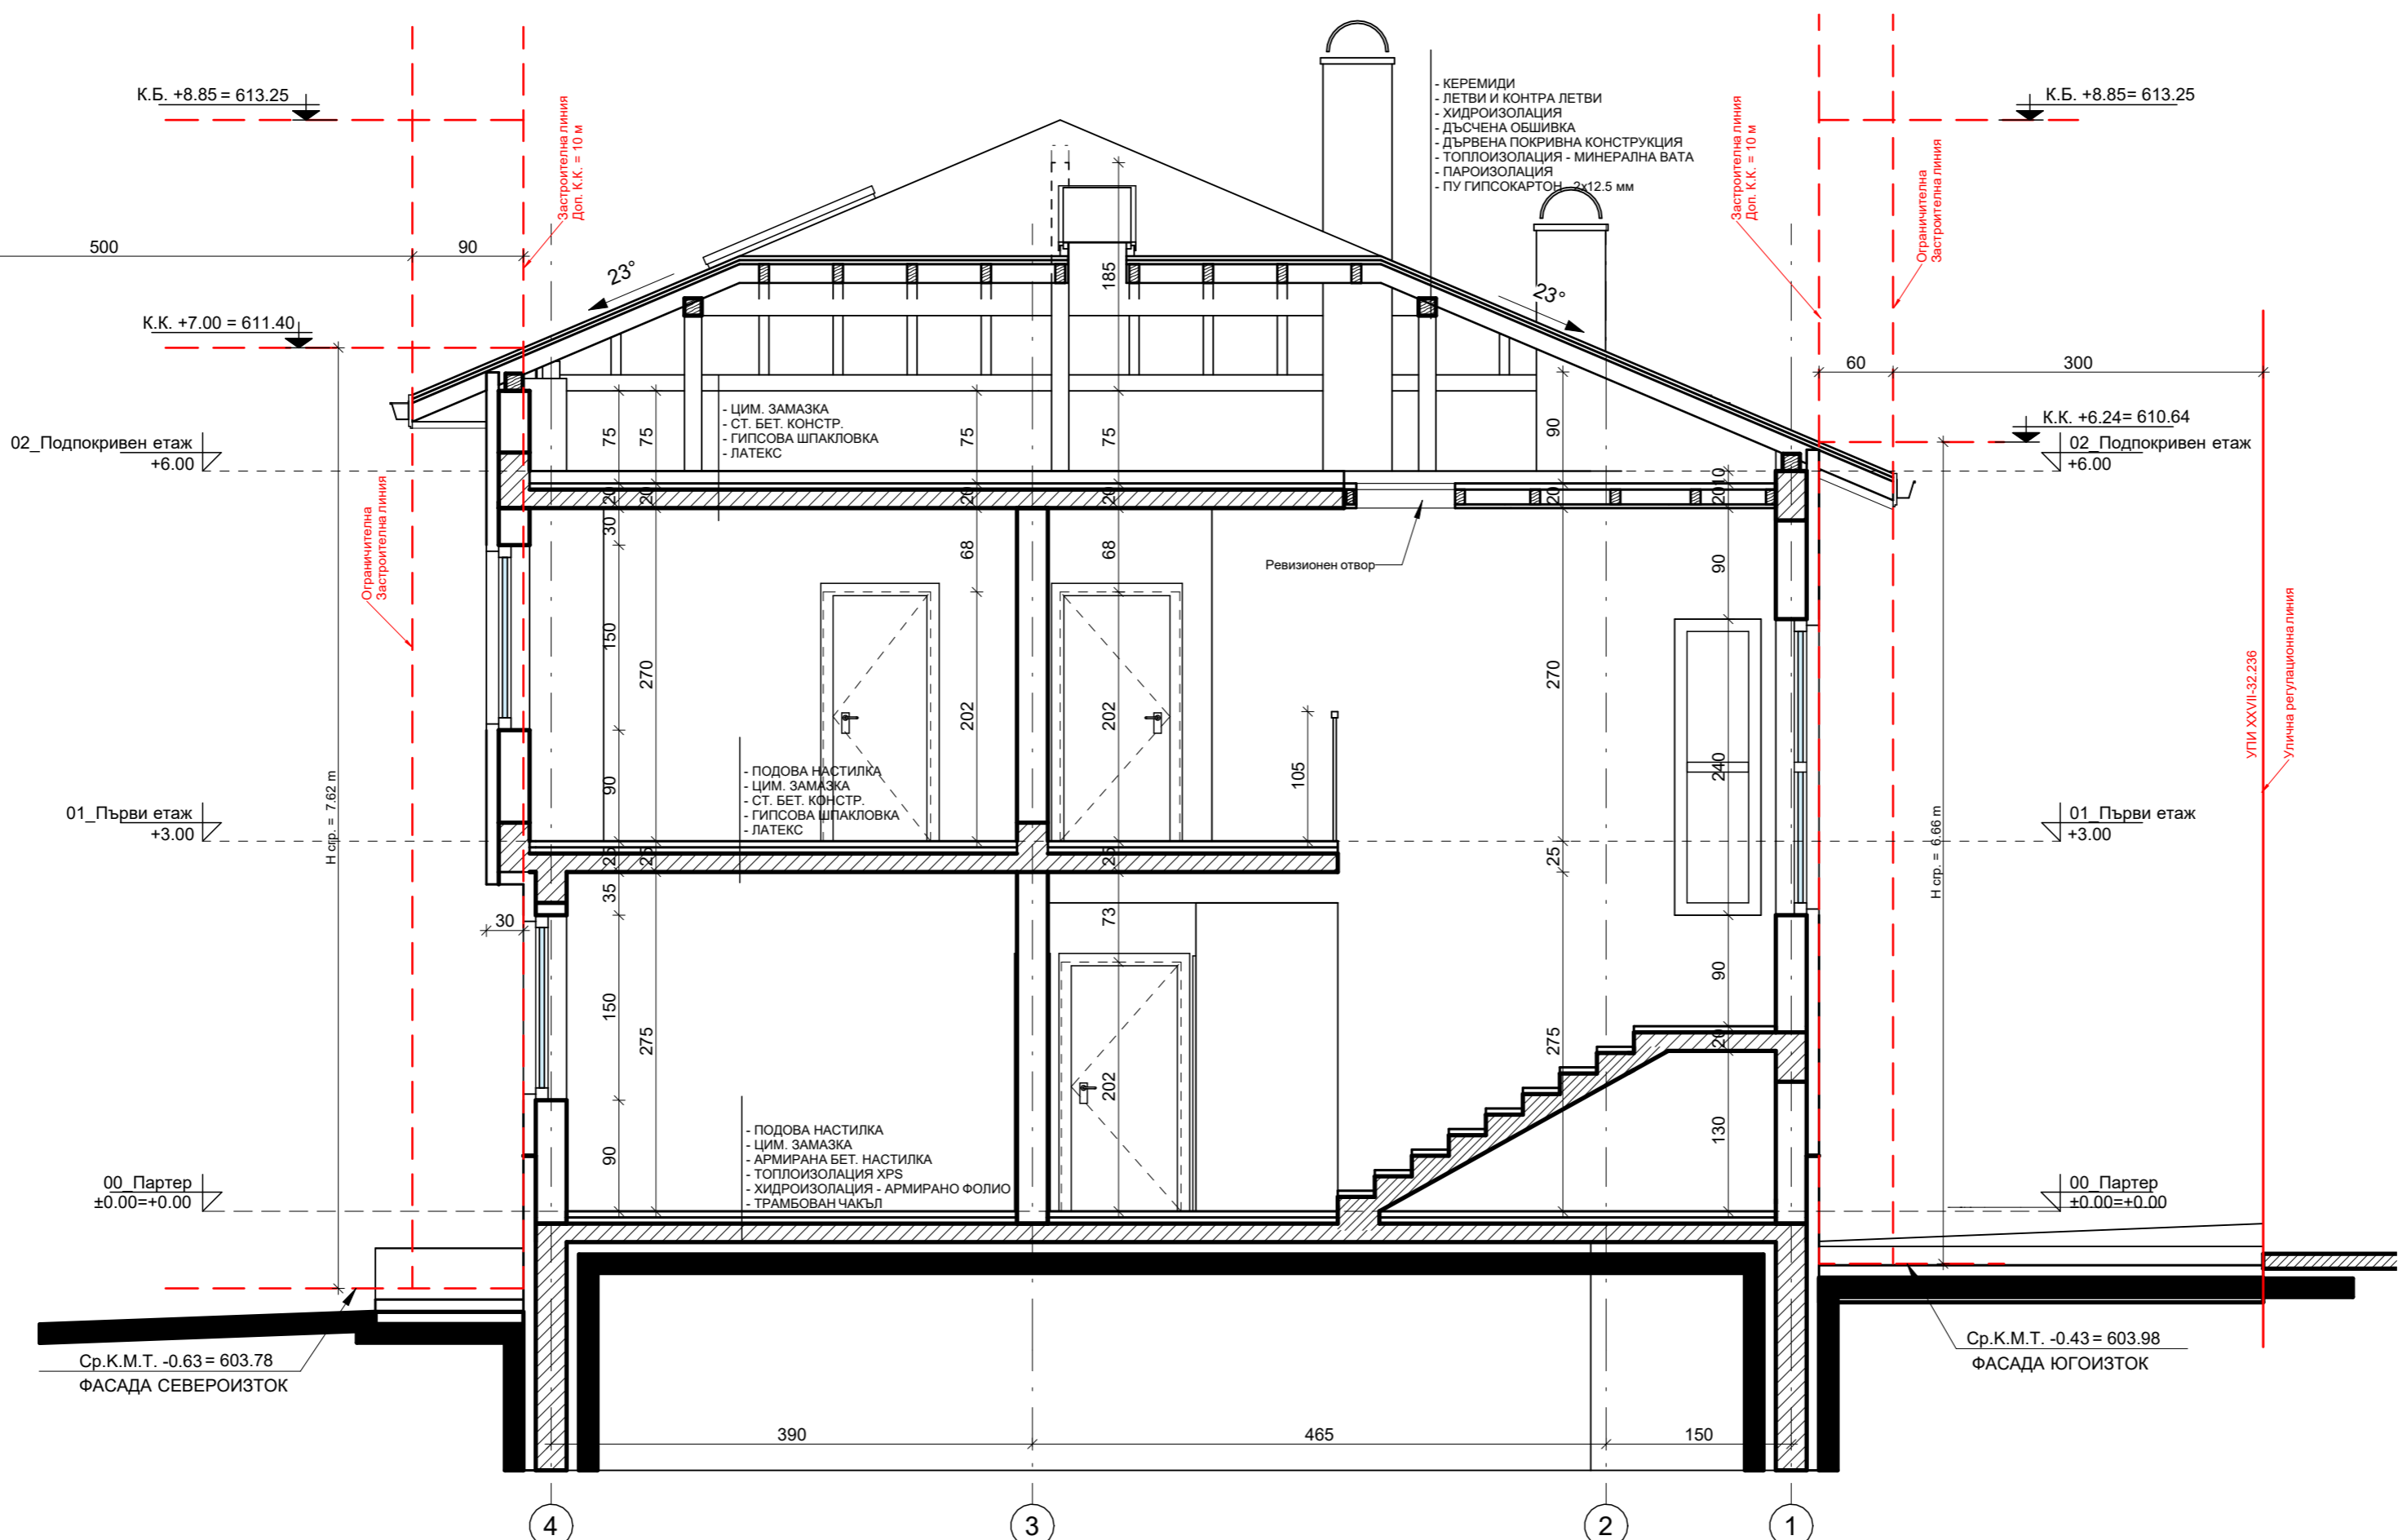 К.Б. +8.85 = 613.25
Застроителна линия
Доп. К.К. = 10 м
- КЕРЕМИДИ
- ЛЕТВИ И КОНТРА ЛЕТВИ
- ХИДРОИЗОЛАЦИЯ
- ДЪСЧЕНА ОБШИВКА
- ДЪРВЕНА ПОКРИВНА КОНСТРУКЦИЯ
- ТОПЛОИЗОЛАЦИЯ - МИНЕРАЛНА ВАТА
- ПАРОИЗОЛАЦИЯ
- ПУ ГИПСОКАРТОН - 2x12.5 мм
Застроителна линия
Доп. К.К. = 10 м
Ограничителна
Застроителна линия
К.Б. +8.85= 613.25
500
90
23°
185
23°
60
300
К.К. +7.00 = 611.40
К.К. +6.24= 610.64
02_Подпокривен етаж
+6.00
02_Подпокривен етаж
+6.00
- ЦИМ. ЗАМАЗКА
- СТ. БЕТ. КОНСТР.
- ГИПСОВА ШПАКЛОВКА
- ЛАТЕКС
75
75
75
75
90
20
20
20
20
20
2010
30
68
68
90
Ревизионен отвор
Ограничителна
Застроителна линия
150
270
202
202
270
240
105
90
УПИ XXVII-32.236
Улична регулационна линия
Н сгр. = 7.62 m
Н сгр. = 6.66 m
- ПОДОВА НАСТИЛКА
- ЦИМ. ЗАМАЗКА
- СТ. БЕТ. КОНСТР.
- ГИПСОВА ШПАКЛОВКА
- ЛАТЕКС
01_Първи етаж
+3.00
01_Първи етаж
+3.00
25
25
25
25
35
30
73
90
150
275
202
275
20
130
90
- ПОДОВА НАСТИЛКА
- ЦИМ. ЗАМАЗКА
- АРМИРАНА БЕТ. НАСТИЛКА
- ТОПЛОИЗОЛАЦИЯ XPS
- ХИДРОИЗОЛАЦИЯ - АРМИРАНО ФОЛИО
- ТРАМБОВАН ЧАКЪЛ
00_Партер
±0.00=+0.00
00_Партер
±0.00=+0.00
Ср.К.М.Т. -0.63 = 603.78
ФАСАДА СЕВЕРОИЗТОК
Ср.К.М.Т. -0.43 = 603.98
ФАСАДА ЮГОИЗТОК
390
465
150
4
3
2
1